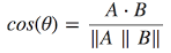 cos(θ) = A · B / ‖A ‖ B‖